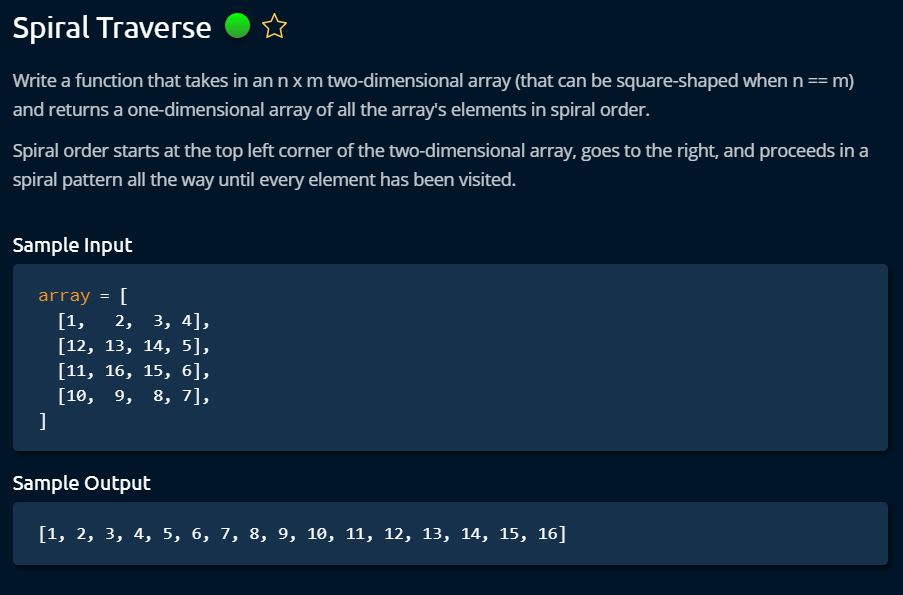 Spiral Traverse
Write a function that takes in an n x m two-dimensional array (that can be square-shaped when n == m)
and returns a one-dimensional array of all the array's elements in spiral order.
Spiral order starts at the top left corner of the two-dimensional array, goes to the right, and proceeds in a
spiral pattern all the way until every element has been visited.
Sample Input
array = [
  [1,   2,  3, 4],
  [12, 13, 14, 5],
  [11, 16, 15, 6],
  [10,  9,  8, 7],
]
Sample Output
[1, 2, 3, 4, 5, 6, 7, 8, 9, 10, 11, 12, 13, 14, 15, 16]